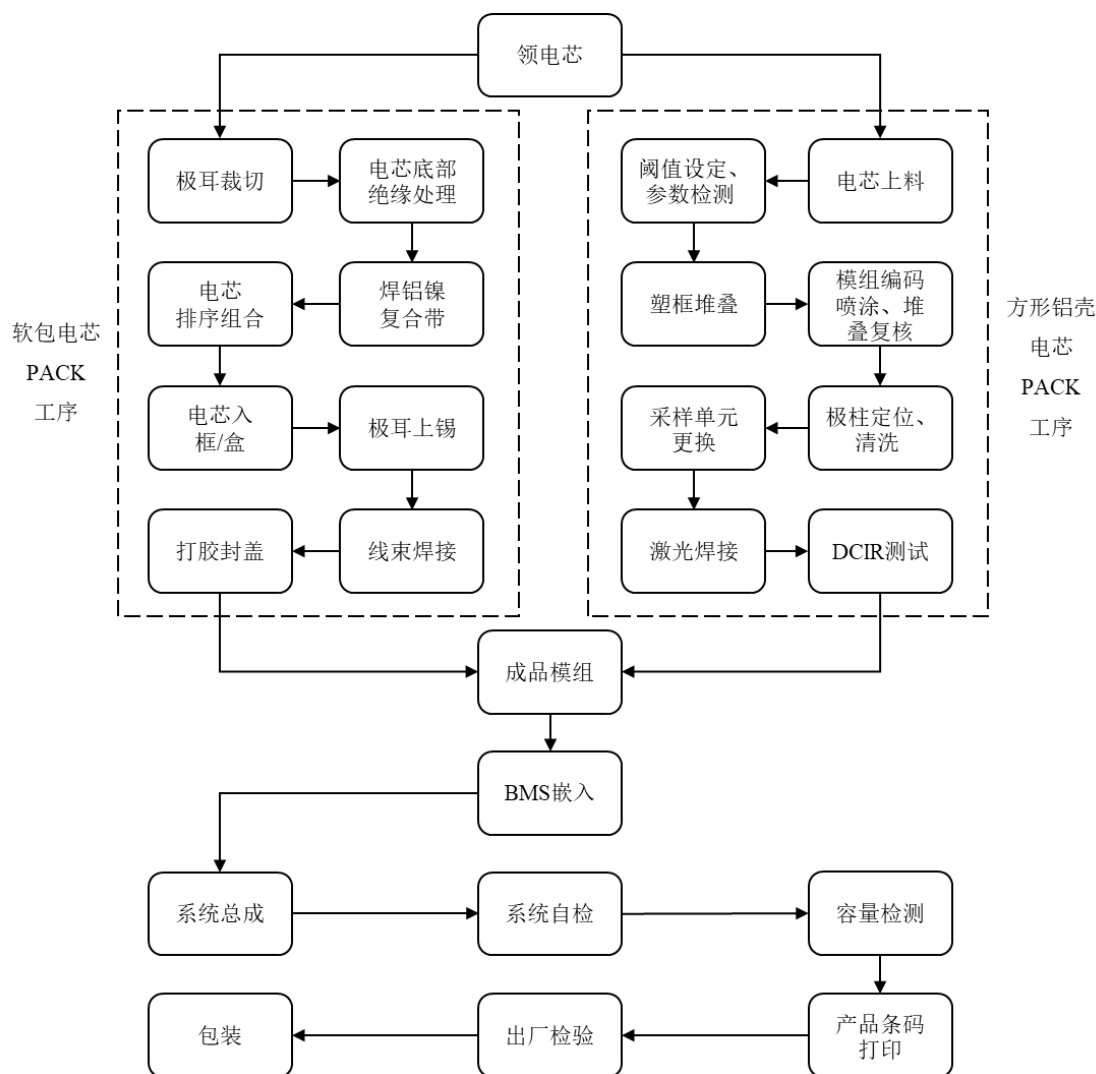 领电芯
极耳裁切
电芯底部
绝缘处理
焊铝镍
复合带
电芯
排序组合
电芯入
框/盒
极耳上锡
线束焊接
打胶封盖
软包电芯
PACK
工序
电芯上料
阈值设定、
参数检测
塑框堆叠
模组编码
喷涂、堆
叠复核
极柱定位、
清洗
采样单元
更换
激光焊接
DCIR测试
方形铝壳
电芯
PACK
工序
成品模组
BMS嵌入
系统总成
系统自检
容量检测
产品条码
打印
出厂检验
包装